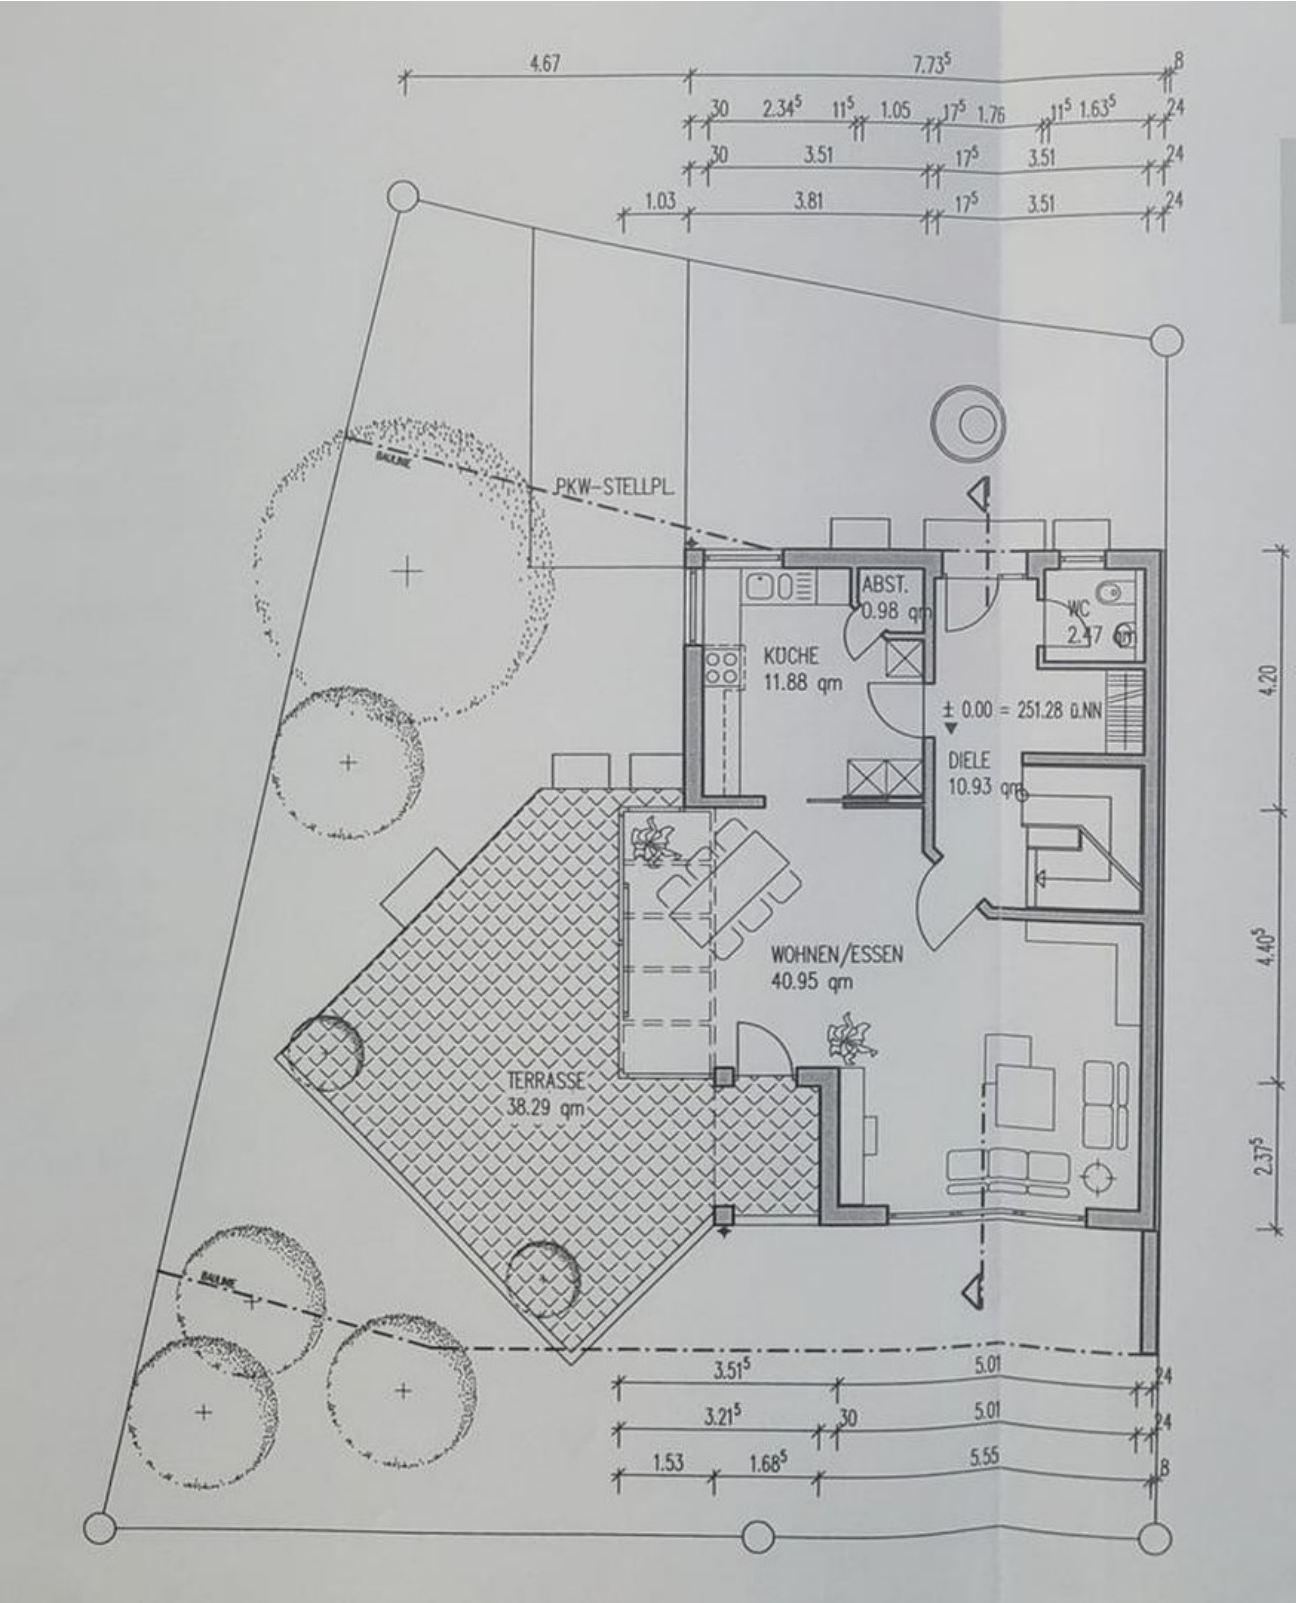 4.67 7.73⁵ 8
30 2.34⁵ 11⁵ 1.05 17⁵ 1.76 11⁵ 1.63⁵ 24
30 3.51 17⁵ 3.51 24
1.03 3.81 17⁵ 3.51 24
BAULINIE
PKW-STELLPL.
ABST.
0.98 qm
WC
2.47 qm
KÜCHE
11.88 qm
± 0.00 = 251.28 ü.NN
DIELE
10.93 qm
4.20
WOHNEN/ESSEN
40.95 qm
4.40⁵
TERRASSE
38.29 qm
2.37⁵
BAULINIE
3.51⁵ 5.01 24
3.21⁵ 30 5.01 24
1.53 1.68⁵ 5.55 8